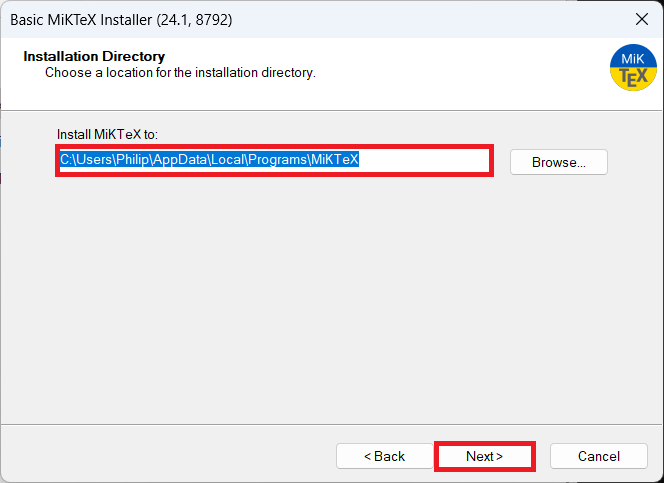 Basic MiKTeX Installer (24.1, 8792)
Installation Directory
Choose a location for the installation directory.
MiK
TEX
Install MiKTeX to:
C:\Users\Philip\AppData\Local\Programs\MiKTeX
Browse...
< Back
Next >
Cancel